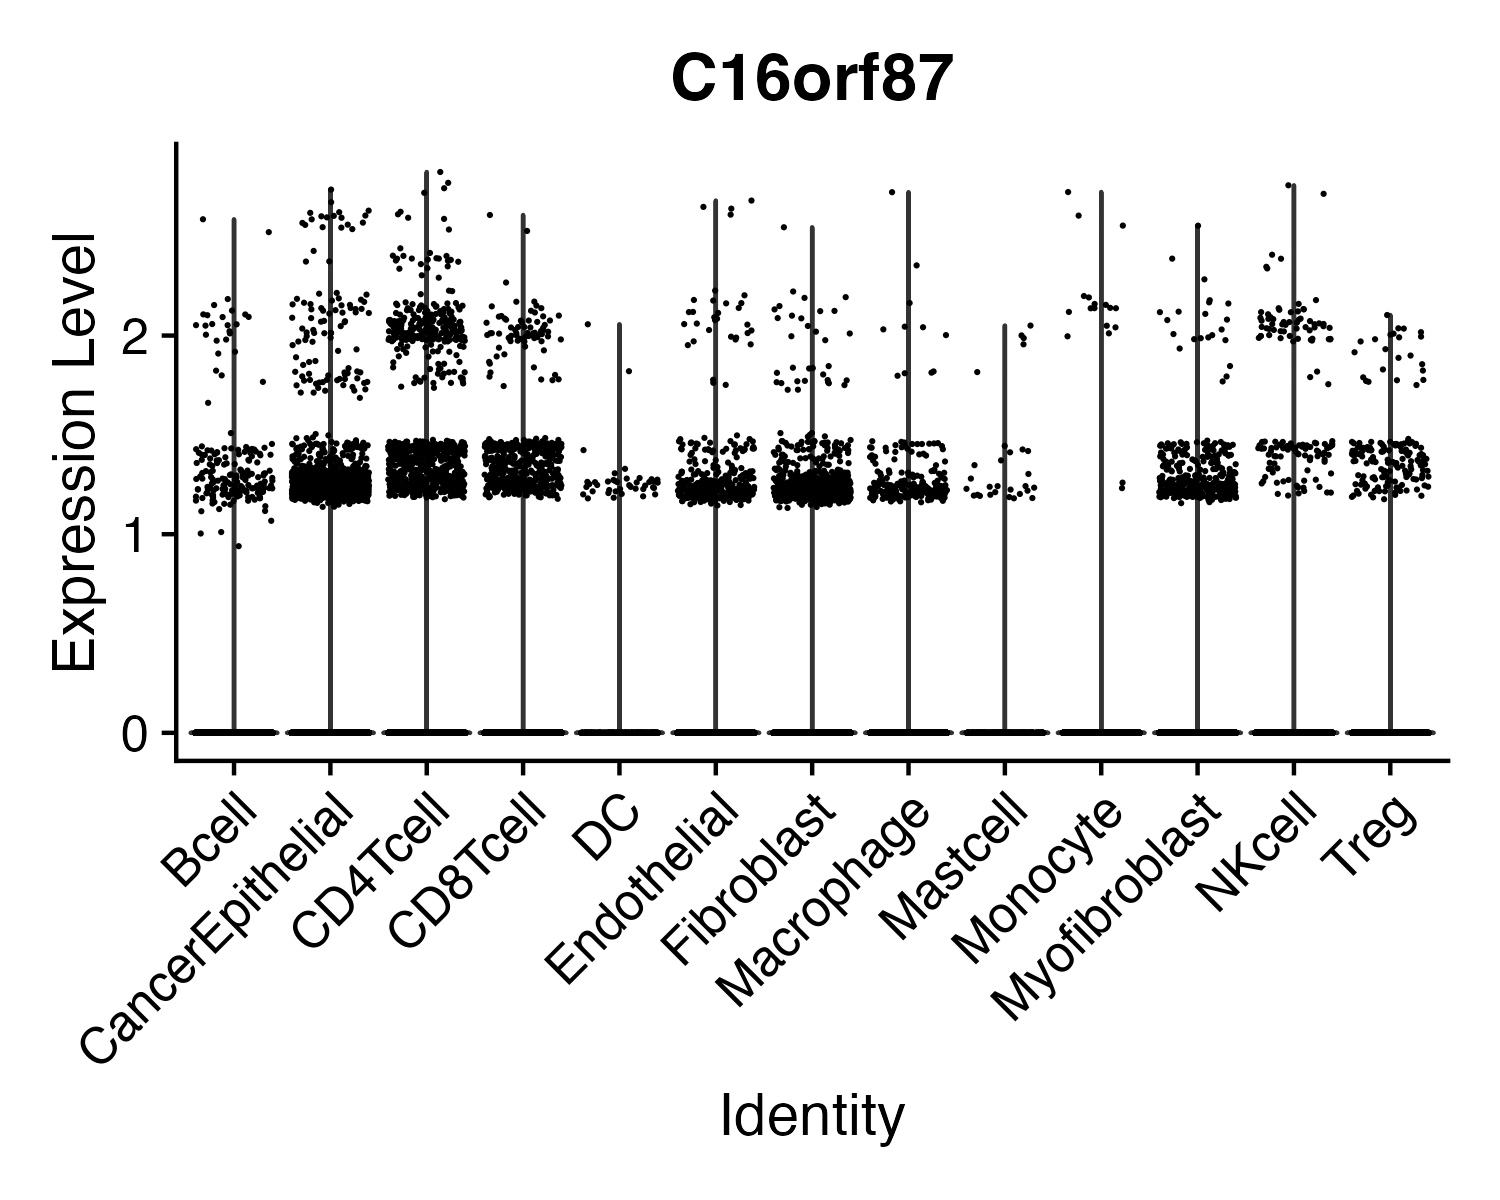 C16orf87
Expression Level
2
1
0
Bcell
CancerEpithelial
CD4Tcell
CD8Tcell
DC
Endothelial
Fibroblast
Macrophage
Mastcell
Monocyte
Myofibroblast
NKcell
Treg
Identity